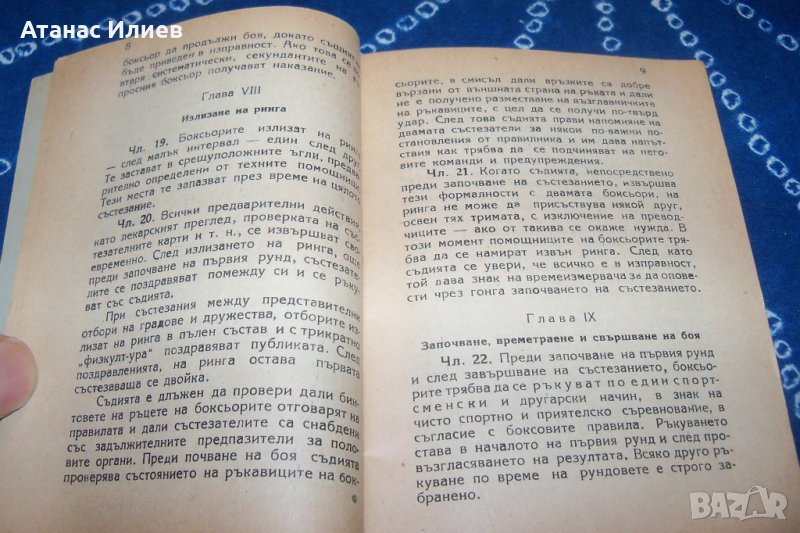 Атанас Илиев
8
боксьор да продължи боя, докато същият
бъде приведен в изправност. Ако това се по-
втаря систематически, секундантите на въ-
просния боксьор получават наказание.
Глава VIII
Излизане на ринга
Чл. 19. Боксьорите излизат на ринга
— след малък интервал — един след друг.
Те застават в срещуположните ъгли, предва-
рително определени от техните помощници.
Тези места те запазват през време на цялото
състезание.
Чл. 20. Всички предварителни действия
като лекарският преглед, проверката на със-
тезателните карти и т. н., се извършват свое-
временно. След излизането на ринга, още
преди започване на първия рунд, състезате-
лите се поздравяват помежду си и се ръку-
ват със съдията.
При състезания между представителни
отбори на градове и дружества, отборите из-
лизат на ринга в пълен състав и с трикратно
„физкулт-ура“ поздравяват публиката. След
поздравленията, на ринга остава първата
състезаваща се двойка.
Съдията е длъжен да провери дали бин-
товете на ръцете на боксьорите отговарят на
правилата и дали състезателите са снабдени
със задължителните предпазители за поло-
вите органи. Преди почване на боя съдията
проверява състоянието на ръкавиците на бок-
9
сьорите, в смисъл дали връзките са добре
вързани от външната страна на ръката и дали
не е получено разместване на възглавничките
на ръкавиците, с цел да се получи по-твърд
удар. След това съдията прави напомняне на
двамата състезатели за някои по-важни по-
становления от правилника и им дава напът-
ствия как трябва да се подчиняват на него-
вите команди и предупреждения.
Чл. 21. Когато съдията, непосредствено
преди започване на състезанието, извършва
тези формалности с двамата боксьори, на
ринга не може да присъствува някой друг,
освен тях тримата, с изключение на превод-
чиците — ако от такива се окаже нужда. В
този момент помощниците на боксьорите тряб-
ва да се намират извън ринга. След като
съдията се увери, че всичко е в изправност,
той дава знак на времеизмервача за да опове-
сти чрез гонга започването на състезанието.
Глава IX
Започване, времетраене и свършване на боя
Чл. 22. Преди започване на първия рунд
и след завършване на състезанието, боксьо-
рите трябва да се ръкуват по един спорт-
сменски и другарски начин, в знак на
чисто спортно и приятелско съревнование, в
съгласие с боксовите правила. Ръкуването
става в началото на първия рунд и след про-
възгласяването на резултата. Всяко друго ръ-
куване по време на рундовете е строго за-
бранено.
BAZAR
bg